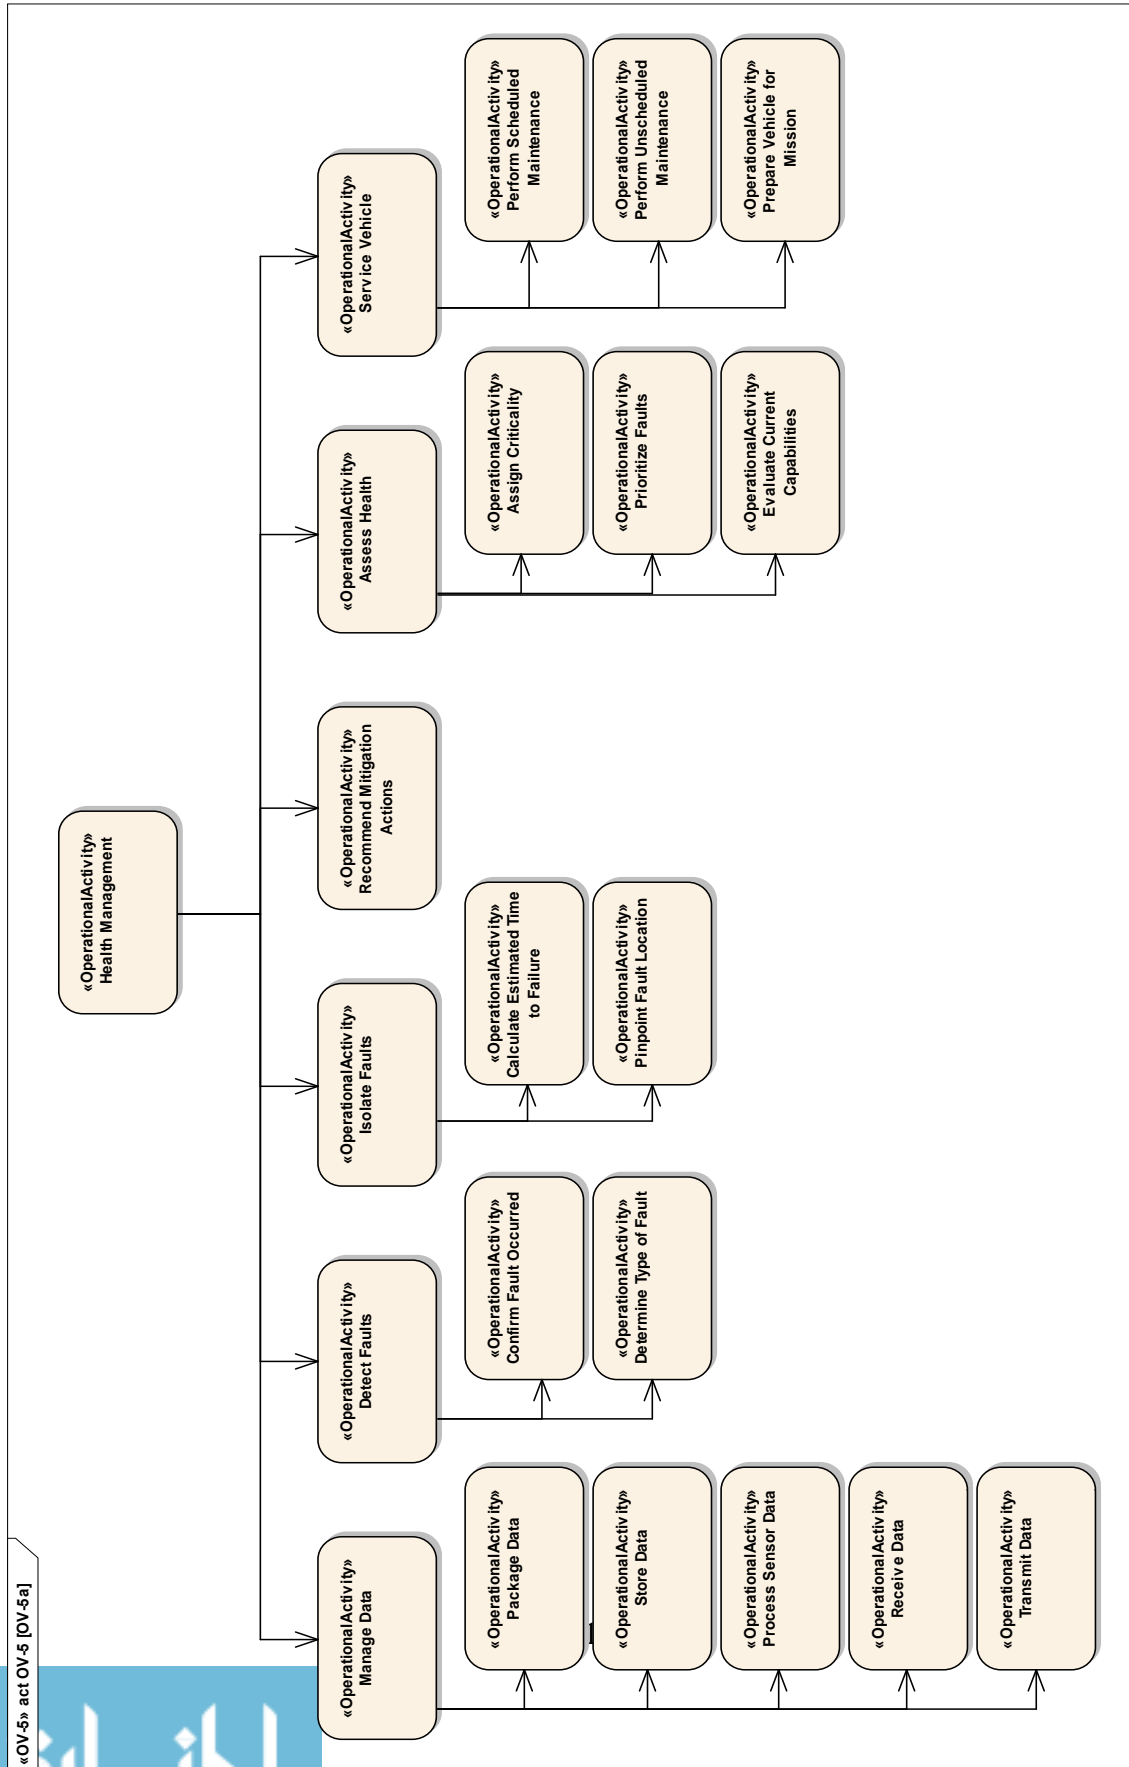 «OV-5» act OV-5 [OV-5a]
«OperationalActivity»
Health Management
«OperationalActivity»
Manage Data
«OperationalActivity»
Detect Faults
«OperationalActivity»
Isolate Faults
«OperationalActivity»
Recommend Mitigation
Actions
«OperationalActivity»
Assess Health
«OperationalActivity»
Service Vehicle
«OperationalActivity»
Package Data
«OperationalActivity»
Store Data
«OperationalActivity»
Process Sensor Data
«OperationalActivity»
Receive Data
«OperationalActivity»
Transmit Data
«OperationalActivity»
Confirm Fault Occurred
«OperationalActivity»
Determine Type of Fault
«OperationalActivity»
Calculate Estimated Time
to Failure
«OperationalActivity»
Pinpoint Fault Location
«OperationalActivity»
Assign Criticality
«OperationalActivity»
Prioritize Faults
«OperationalActivity»
Evaluate Current
Capabilities
«OperationalActivity»
Perform Scheduled
Maintenance
«OperationalActivity»
Perform Unscheduled
Maintenance
«OperationalActivity»
Prepare Vehicle for
Mission